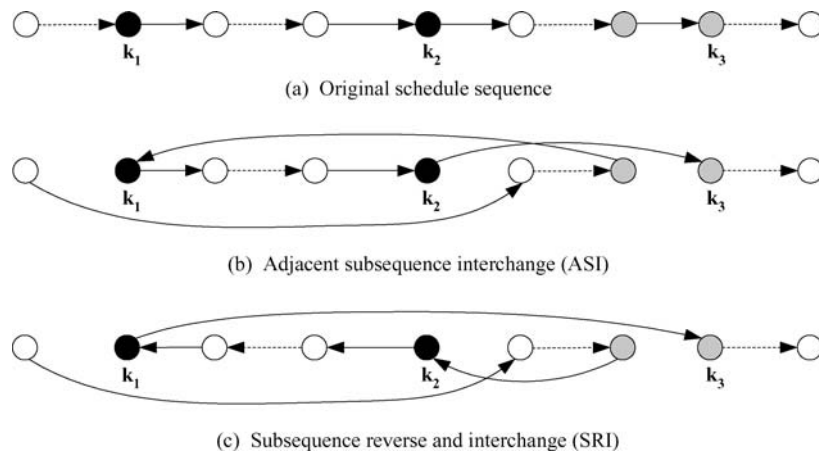 k1 k2 k3
(a) Original schedule sequence
k1 k2 k3
(b) Adjacent subsequence interchange (ASI)
k1 k2 k3
(c) Subsequence reverse and interchange (SRI)